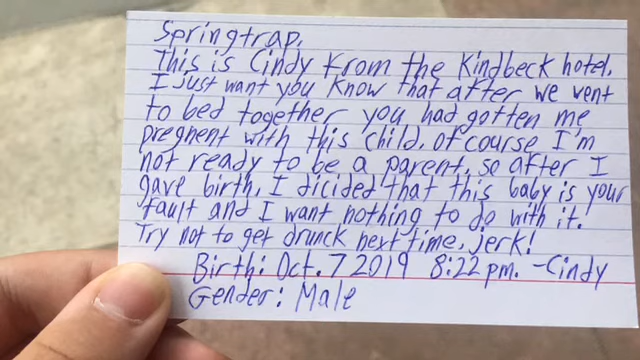 Springtrap,
This is Cindy from the Kindbeck hotel.
I just want you know that after we went
to bed together you had gotten me
pregnent with this child, of course I'm
not ready to be a parent, so after I
gave birth, I dicided that this baby is your
fault and I want nothing to do with it!
Try not to get drunck next time, jerk!
Birth: Oct. 7 2019 8:22 pm. -Cindy
Gender: Male